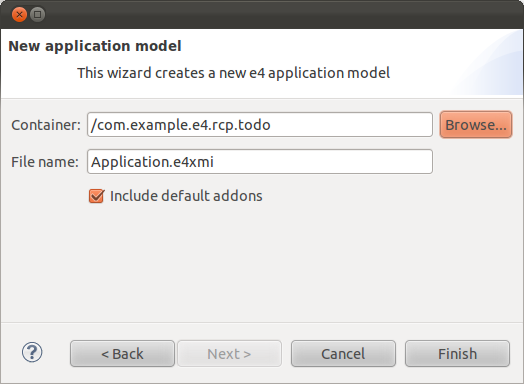 New application model
This wizard creates a new e4 application model
Container: /com.example.e4.rcp.todo Browse...
File name: Application.e4xmi
Include default addons
? < Back Next > Cancel Finish